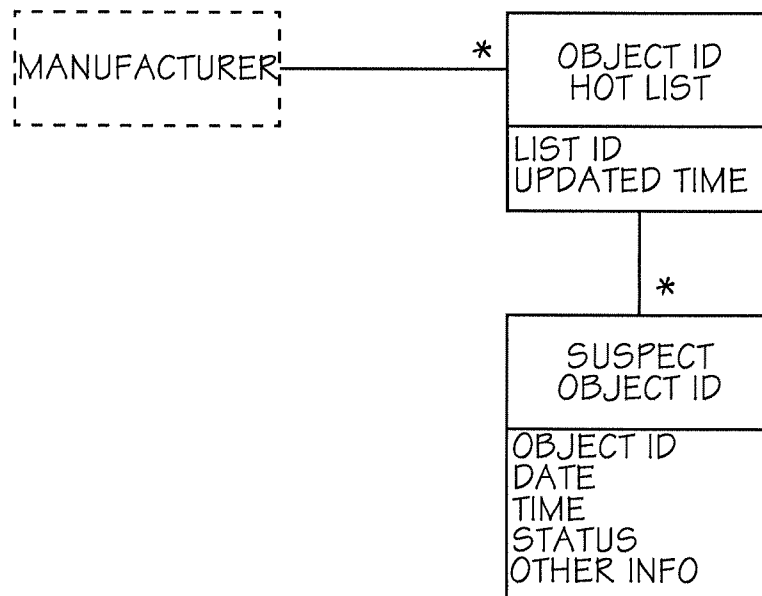 MANUFACTURER
*
OBJECT ID
HOT LIST
LIST ID
UPDATED TIME
*
SUSPECT
OBJECT ID
OBJECT ID
DATE
TIME
STATUS
OTHER INFO